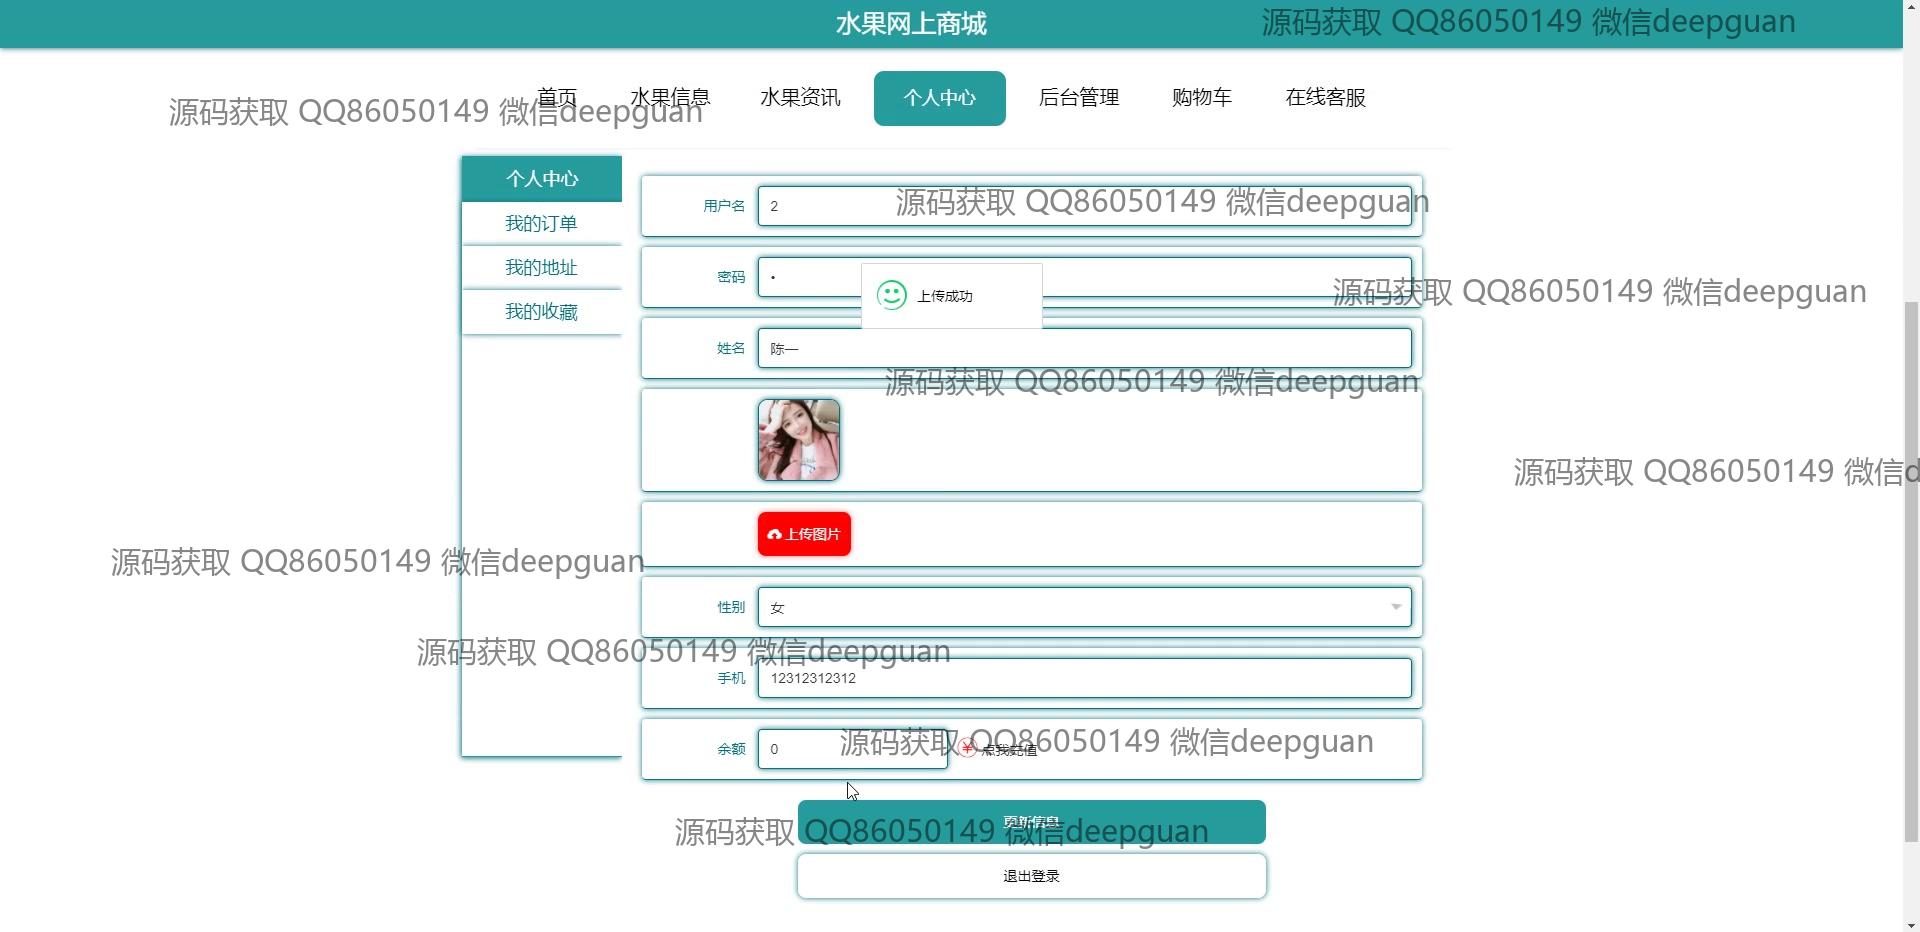 水果网上商城
源码获取 QQ86050149 微信deepguan
首页
水果信息
水果资讯
个人中心
后台管理
购物车
在线客服
源码获取 QQ86050149 微信deepguan
个人中心
我的订单
我的地址
我的收藏
用户名
2
源码获取 QQ86050149 微信deepguan
密码
•
上传成功
源码获取 QQ86050149 微信deepguan
姓名
陈一
源码获取 QQ86050149 微信deepguan
源码获取 QQ86050149 微信d
上传图片
源码获取 QQ86050149 微信deepguan
性别
女
源码获取 QQ86050149 微信deepguan
手机
12312312312
余额
0
¥ 点我充值
源码获取 QQ86050149 微信deepguan
更新信息
源码获取 QQ86050149 微信deepguan
退出登录